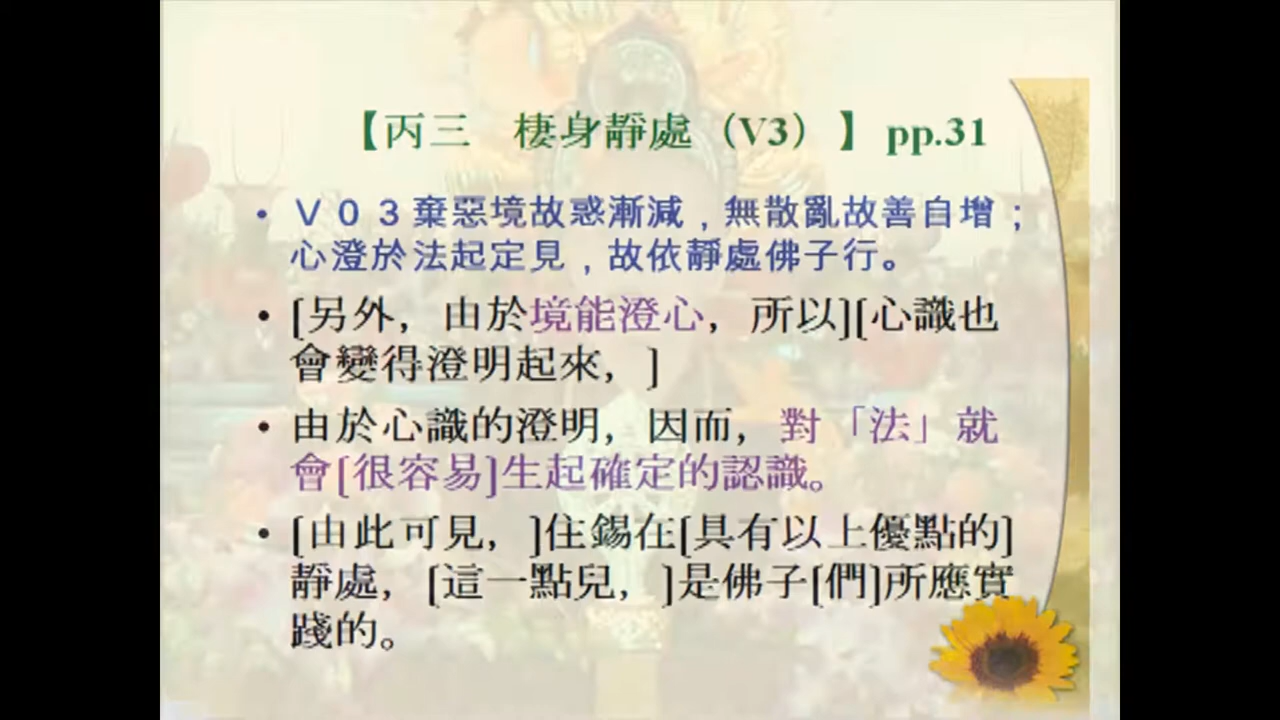 【丙三　棲身靜處（V3）】pp.31
• Ｖ０３棄惡境故惑漸減，無散亂故善自增；
心澄於法起定見，故依靜處佛子行。
• [另外，由於境能澄心，所以][心識也
會變得澄明起來，]
• 由於心識的澄明，因而，對「法」就
會[很容易]生起確定的認識。
• [由此可見，]住錫在[具有以上優點的]
靜處，[這一點兒，]是佛子[們]所應實
踐的。